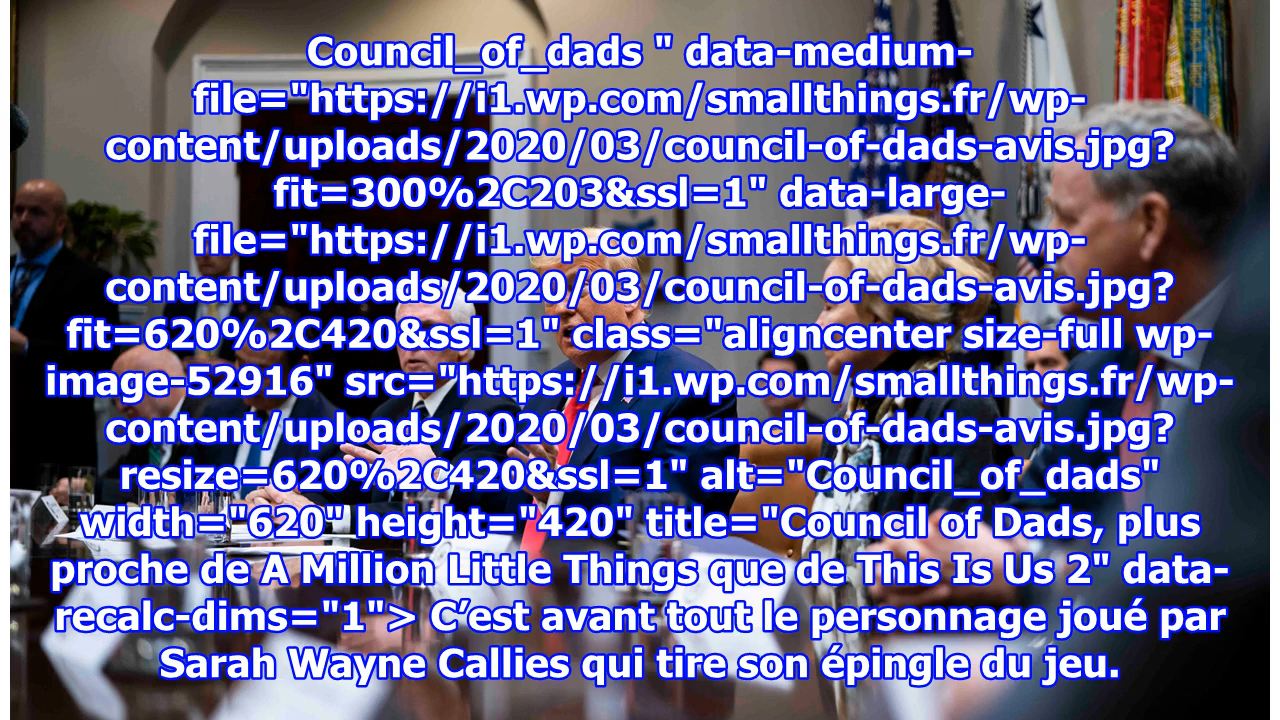 Council_of_dads " data-medium-
file="https://i1.wp.com/smallthings.fr/wp-
content/uploads/2020/03/council-of-dads-avis.jpg?
fit=300%2C203&ssl=1" data-large-
file="https://i1.wp.com/smallthings.fr/wp-
content/uploads/2020/03/council-of-dads-avis.jpg?
fit=620%2C420&ssl=1" class="aligncenter size-full wp-
image-52916" src="https://i1.wp.com/smallthings.fr/wp-
content/uploads/2020/03/council-of-dads-avis.jpg?
resize=620%2C420&ssl=1" alt="Council_of_dads"
width="620" height="420" title="Council of Dads, plus
proche de A Million Little Things que de This Is Us 2" data-
recalc-dims="1"> C’est avant tout le personnage joué par
Sarah Wayne Callies qui tire son épingle du jeu.